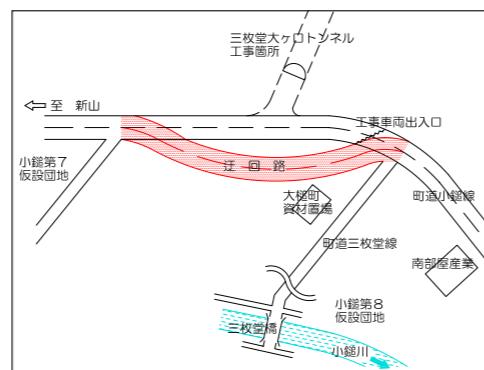 三枚堂大ヶ口トンネル
工事箇所
至 新山
工事車両出入口
小鎚第７
仮設団地
迂回路
大槌町
資材置場
町道小鎚線
町道三枚堂線
南部屋産業
小鎚第８
仮設団地
三枚堂橋
小鎚川